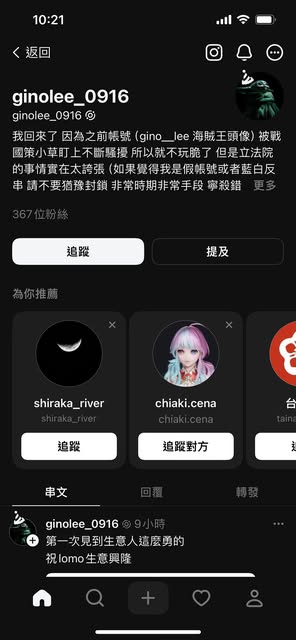 10:21
返回
ginolee_0916
ginolee_0916
我回來了 因為之前帳號（gino__lee 海賊王頭像）被戰
國策小草盯上不斷騷擾 所以就不玩脆了 但是立法院
的事情實在太誇張（如果覺得我是假帳號或者藍白反
串 請不要猶豫封鎖 非常時期非常手段 寧殺錯 更多
367 位粉絲
追蹤 提及
為你推薦
shiraka_river chiaki.cena 台
shiraka_river chiaki.cena taina
追蹤 追蹤對方
串文 回覆 轉發
ginolee_0916 9小時
第一次見到生意人這麼勇的
祝lomo生意興隆